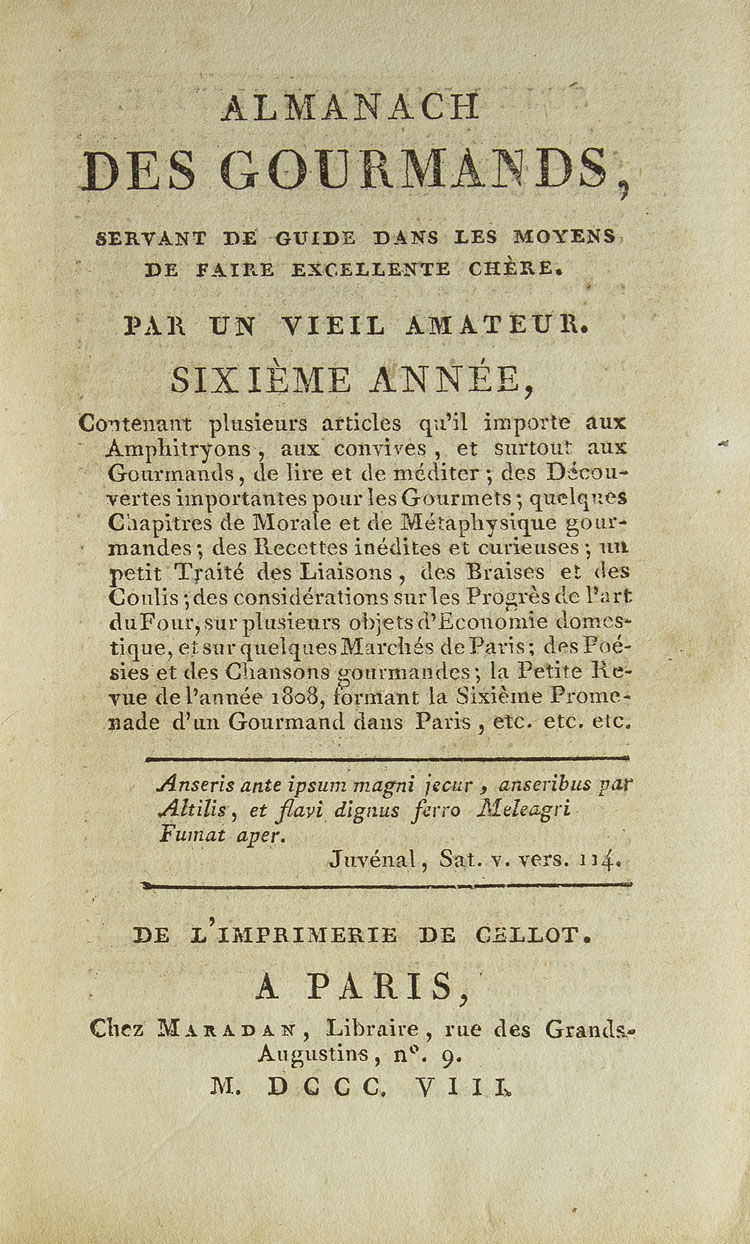 ALMANACH
DES GOURMANDS,
SERVANT DE GUIDE DANS LES MOYENS
DE FAIRE EXCELLENTE CHÈRE.
PAR UN VIEIL AMATEUR.
SIXIÈME ANNÉE,
Contenant plusieurs articles qu'il importe aux
Amphitryons, aux convives, et surtout aux
Gourmands, de lire et de méditer; des Décou-
vertes importantes pour les Gourmets; quelques
Chapitres de Morale et de Métaphysique gour-
mandes; des Recettes inédites et curieuses; un
petit Traité des Liaisons, des Braises et des
Coulis; des considérations sur les Progrès de l'art
du Four, sur plusieurs objets d'Economie domes-
tique, et sur quelques Marchés de Paris; des Poé-
sies et des Chansons gourmandes; la Petite Re-
vue de l'année 1808, formant la Sixième Prome-
nade d'un Gourmand dans Paris, etc. etc. etc.
Anseris ante ipsum magni jecur, anseribus par
Altilis, et flavi dignus ferro Meleagri
Fumat aper.
Juvénal, Sat. v. vers. 114.
DE L'IMPRIMERIE DE CELLOT.
A PARIS,
Chez MARADAN, Libraire, rue des Grands-
Augustins, nº. 9.
M. DCCC. VIII.